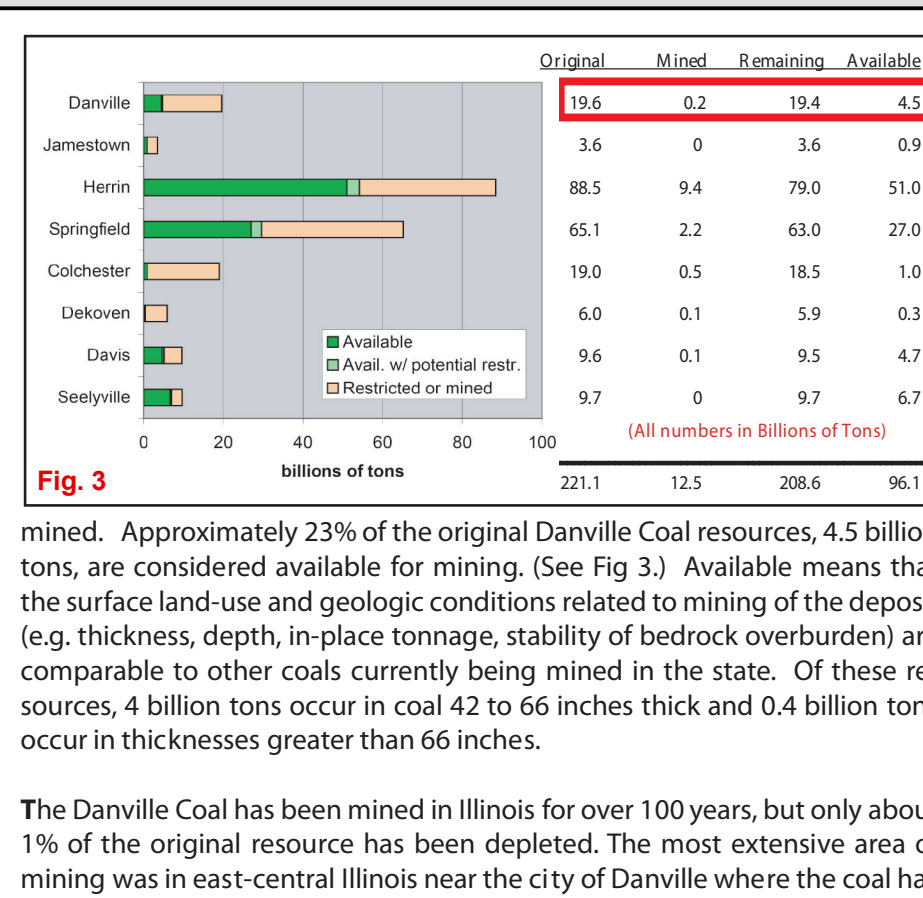 Original Mined Remaining Available
Danville 19.6 0.2 19.4 4.5
Jamestown 3.6 0 3.6 0.9
Herrin 88.5 9.4 79.0 51.0
Springfield 65.1 2.2 63.0 27.0
Colchester 19.0 0.5 18.5 1.0
Dekoven 6.0 0.1 5.9 0.3
Davis 9.6 0.1 9.5 4.7
Seelyville 9.7 0 9.7 6.7
Available
Avail. w/ potential restr.
Restricted or mined
(All numbers in Billions of Tons)
0 20 40 60 80 100
billions of tons
Fig. 3
221.1 12.5 208.6 96.1
mined. Approximately 23% of the original Danville Coal resources, 4.5 billio
tons, are considered available for mining. (See Fig 3.) Available means tha
the surface land-use and geologic conditions related to mining of the depos
(e.g. thickness, depth, in-place tonnage, stability of bedrock overburden) ar
comparable to other coals currently being mined in the state. Of these re
sources, 4 billion tons occur in coal 42 to 66 inches thick and 0.4 billion ton
occur in thicknesses greater than 66 inches.
The Danville Coal has been mined in Illinois for over 100 years, but only abou
1% of the original resource has been depleted. The most extensive area o
mining was in east-central Illinois near the city of Danville where the coal ha